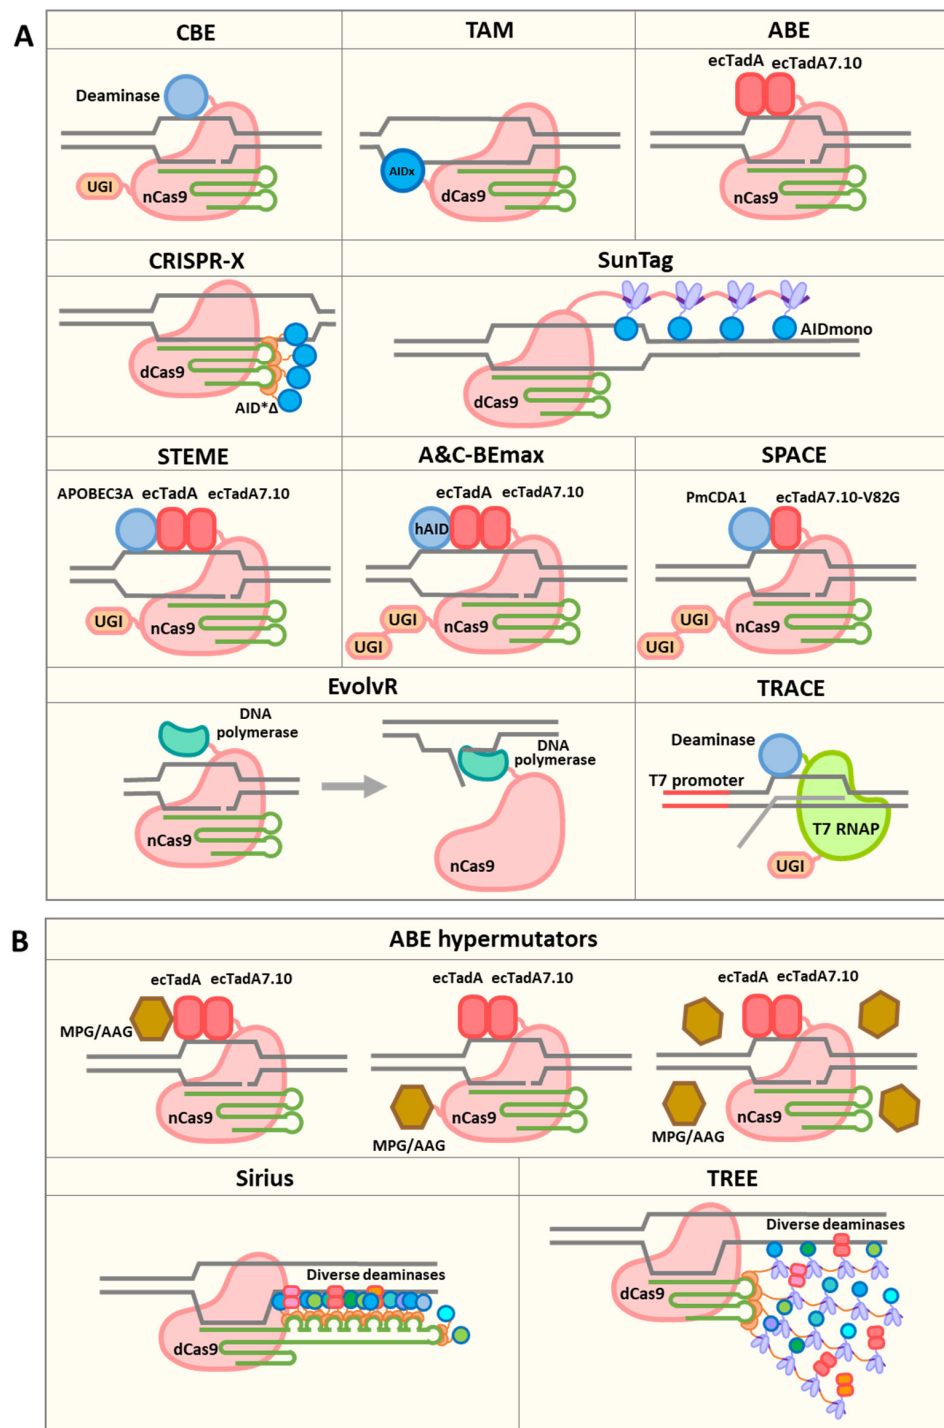 A
CBE
TAM
ABE
Deaminase
UGI
nCas9
AIDx
dCas9
ecTadA ecTadA7.10
nCas9
CRISPR-X
SunTag
dCas9
AID*Δ
AIDmono
dCas9
STEME
A&C-BEmax
SPACE
APOBEC3A ecTadA ecTadA7.10
UGI
nCas9
ecTadA ecTadA7.10
hAID
UGI
UGI
nCas9
PmCDA1 ecTadA7.10-V82G
UGI
UGI
nCas9
EvolvR
TRACE
DNA
polymerase
nCas9
DNA
polymerase
nCas9
Deaminase
T7 promoter
T7 RNAP
UGI
B
ABE hypermutators
ecTadA ecTadA7.10
MPG/AAG
nCas9
ecTadA ecTadA7.10
nCas9
MPG/AAG
ecTadA ecTadA7.10
nCas9
MPG/AAG
Sirius
TREE
Diverse deaminases
dCas9
Diverse deaminases
dCas9